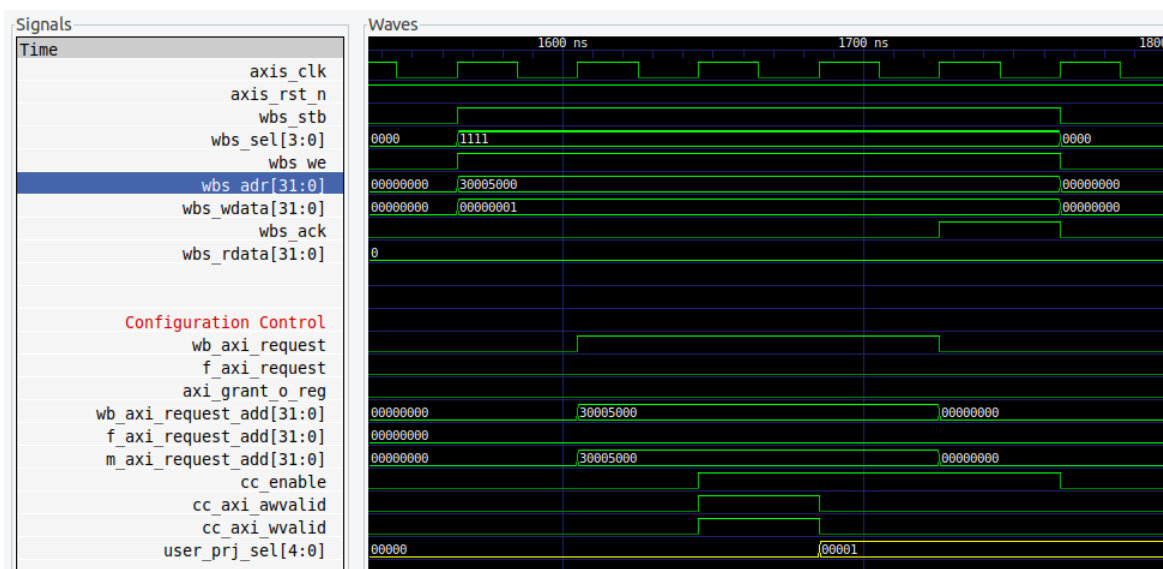 Signals
Waves
Time
1600 ns 1700 ns 1800
axis_clk
axis_rst_n
wbs_stb
wbs_sel[3:0] 0000 1111 0000
wbs_we
wbs_adr[31:0] 00000000 30005000 00000000
wbs_wdata[31:0] 00000000 00000001 00000000
wbs_ack
wbs_rdata[31:0] 0
Configuration Control
wb_axi_request
f_axi_request
axi_grant_o_reg
wb_axi_request_add[31:0] 00000000 30005000 00000000
f_axi_request_add[31:0] 00000000
m_axi_request_add[31:0] 00000000 30005000 00000000
cc_enable
cc_axi_awvalid
cc_axi_wvalid
user_prj_sel[4:0] 00000 00001